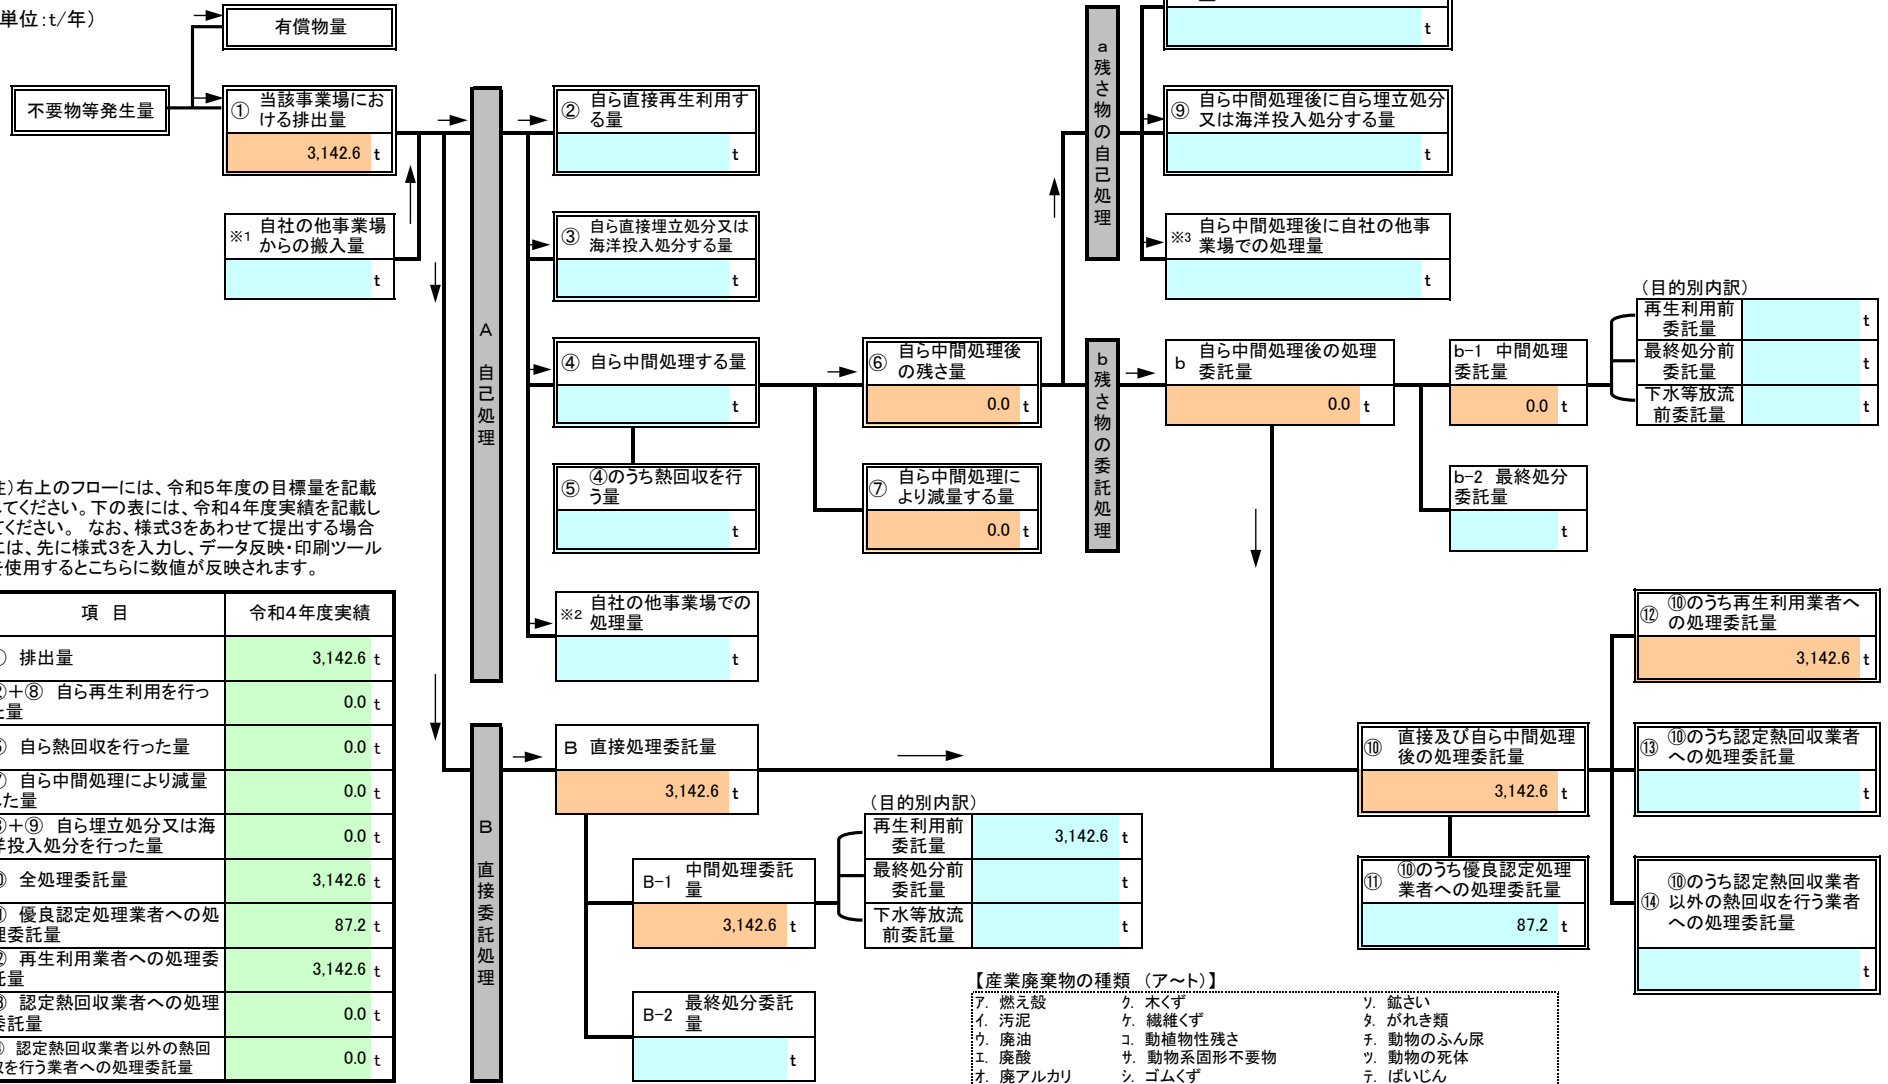 単位:t/年）
有償物量
不要物等発生量
① 当該事業場にお
ける排出量
3,142.6 t
※1 自社の他事業場
からの搬入量
t
A 自己処理
② 自ら直接再生利用す
る量
t
③ 自ら直接埋立処分又は
海洋投入処分する量
t
④ 自ら中間処理する量
t
⑤ ④のうち熱回収を行
う量
t
※2 自社の他事業場での
処理量
t
⑥ 自ら中間処理後
の残さ量
0.0 t
⑦ 自ら中間処理に
より減量する量
0.0 t
a 残さ物の自己処理
t
⑨ 自ら中間処理後に自ら埋立処分
又は海洋投入処分する量
t
※3 自ら中間処理後に自社の他事
業場での処理量
t
b 残さ物の委託処理
b 自ら中間処理後の処理
委託量
0.0 t
b-1 中間処理
委託量
0.0 t
b-2 最終処分
委託量
t
（目的別内訳）
再生利用前
委託量
t
最終処分前
委託量
t
下水等放流
前委託量
t
)右上のフローには、令和5年度の目標量を記載
てください。下の表には、令和4年度実績を記載し
ください。 なお、様式3をあわせて提出する場合
は、先に様式3を入力し、データ反映・印刷ツール
使用するとこちらに数値が反映されます。
項 目 令和4年度実績
排出量 3,142.6 t
＋⑧ 自ら再生利用を行っ
量
0.0 t
自ら熱回収を行った量 0.0 t
自ら中間処理により減量
た量
0.0 t
＋⑨ 自ら埋立処分又は海
投入処分を行った量
0.0 t
全処理委託量 3,142.6 t
優良認定処理業者への処
委託量
87.2 t
再生利用業者への処理委
量
3,142.6 t
認定熱回収業者への処理
託量
0.0 t
認定熱回収業者以外の熱回
を行う業者への処理委託量
0.0 t
B 直接委託処理
B 直接処理委託量
3,142.6 t
B-1 中間処理委託
量
3,142.6 t
B-2 最終処分委託
量
t
（目的別内訳）
再生利用前
委託量
3,142.6 t
最終処分前
委託量
t
下水等放流
前委託量
t
⑩ 直接及び自ら中間処理
後の処理委託量
3,142.6 t
⑪ ⑩のうち優良認定処理
業者への処理委託量
87.2 t
⑫ ⑩のうち再生利用業者へ
の処理委託量
3,142.6 t
⑬ ⑩のうち認定熱回収業者
への処理委託量
t
⑭ ⑩のうち認定熱回収業者
以外の熱回収を行う業者
への処理委託量
t
【産業廃棄物の種類 （ア～ト）】
ア. 燃え殻 ク. 木くず ソ. 鉱さい
イ. 汚泥 ケ. 繊維くず タ. がれき類
ウ. 廃油 コ. 動植物性残さ チ. 動物のふん尿
エ. 廃酸 サ. 動物系固形不要物 ツ. 動物の死体
オ. 廃アルカリ シ. ゴムくず テ. ばいじん